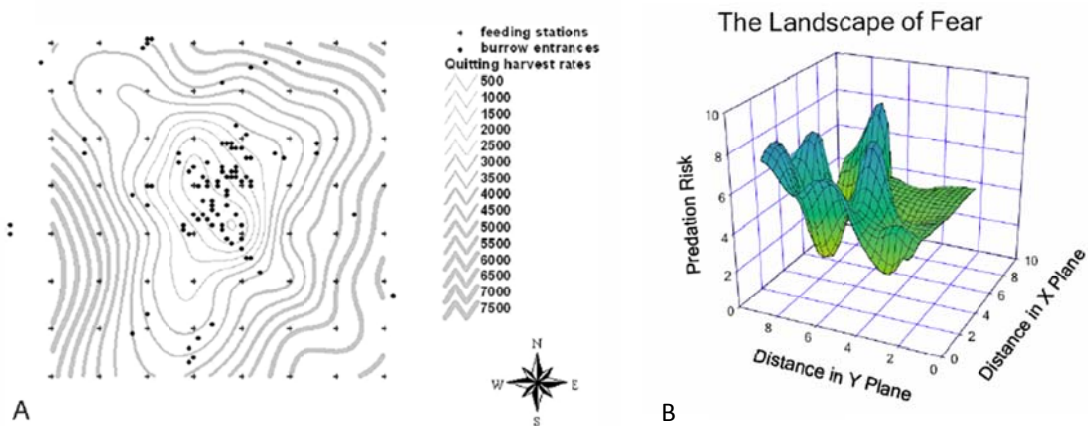 feeding stations
burrow entrances
Quitting harvest rates
500
1000
1500
2000
2500
3000
3500
4000
4500
5000
5500
6000
6500
7000
7500
N
W E
S
A
The Landscape of Fear
Predation Risk
10
8
6
4
2
0
8
6
4
2
0
Distance in Y Plane
0
2
4
6
8
10
Distance in X Plane
B